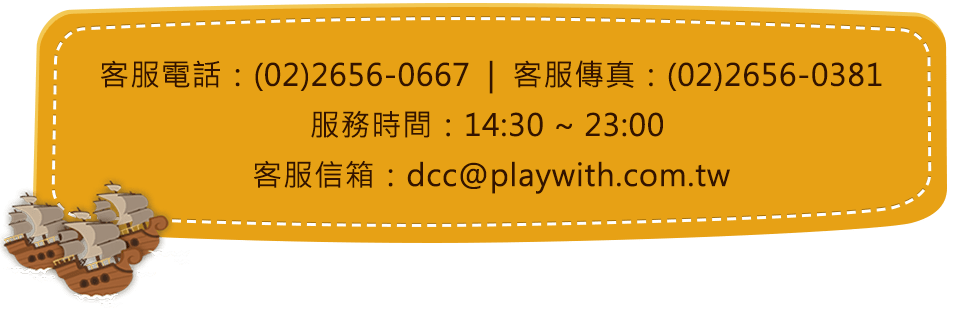 客服電話：(02)2656-0667 | 客服傳真：(02)2656-0381
服務時間：14:30 ~ 23:00
客服信箱：dcc@playwith.com.tw